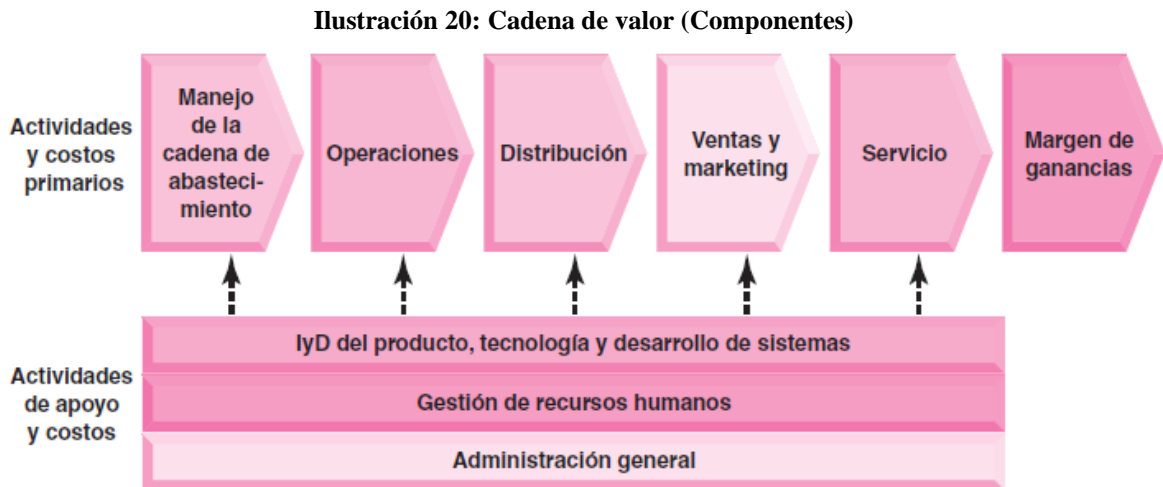 Ilustración 20: Cadena de valor (Componentes)
Actividades
y costos
primarios
Manejo
de la
cadena de
abasteci-
miento
Operaciones
Distribución
Ventas y
marketing
Servicio
Margen de
ganancias
Actividades
de apoyo
y costos
IyD del producto, tecnología y desarrollo de sistemas
Gestión de recursos humanos
Administración general